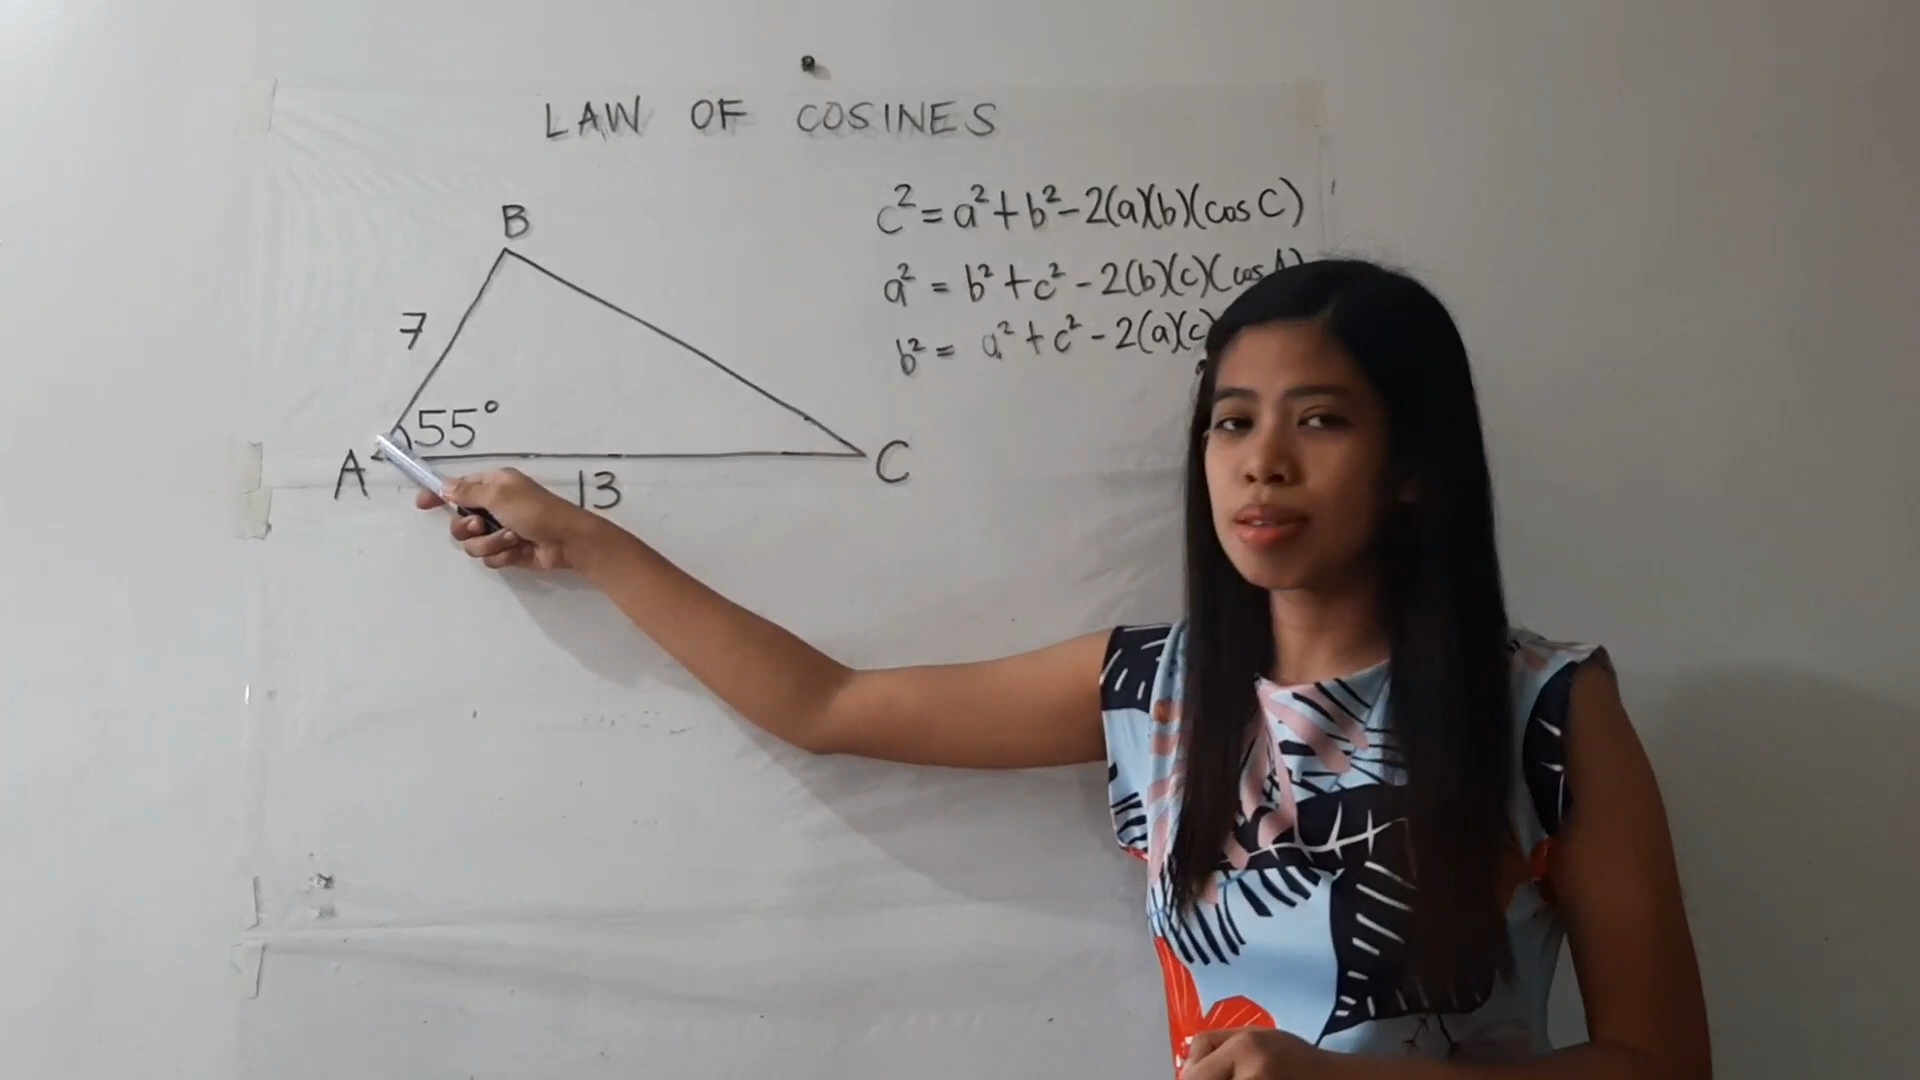 LAW OF COSINES
c² = a² + b² - 2(a)(b)(cos C)
a² = b² + c² - 2(b)(c)(cos A)
b² = a² + c² - 2(a)(c)
B
7
55°
A
C
13